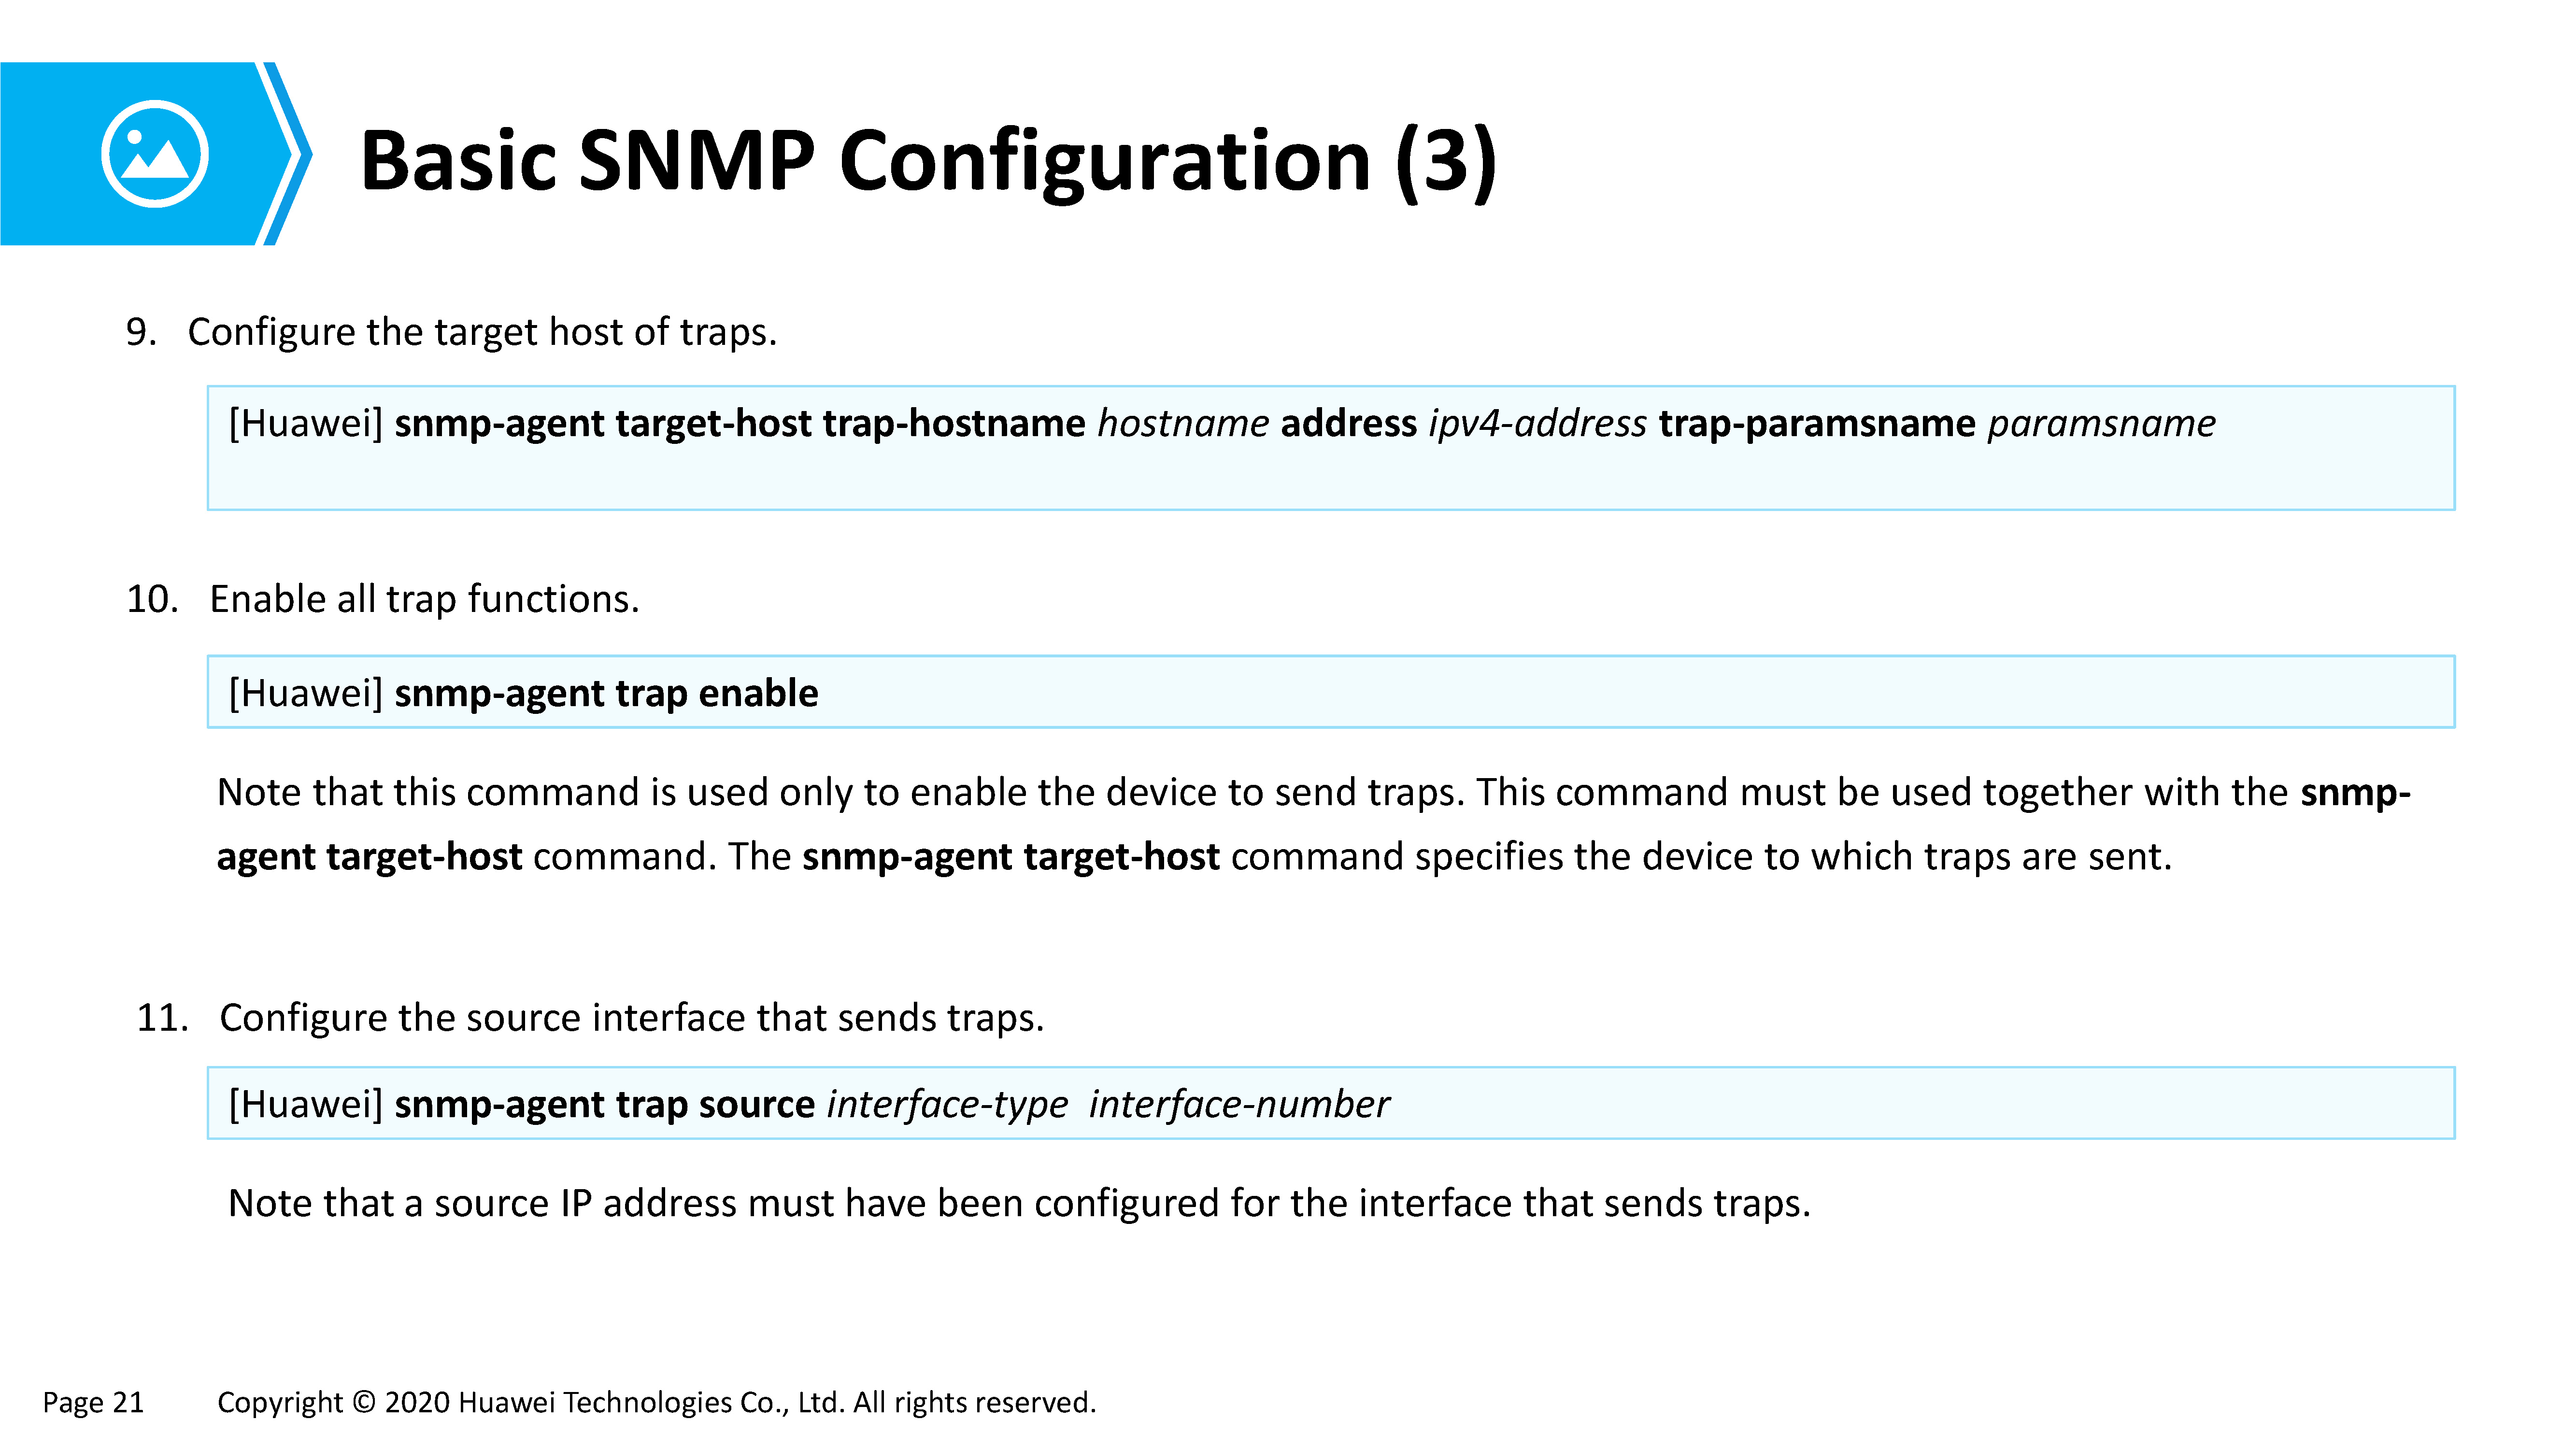 Basic SNMP Configuration (3)
9. Configure the target host of traps.
[Huawei] snmp-agent target-host trap-hostname hostname address ipv4-address trap-paramsname paramsname
10. Enable all trap functions.
[Huawei] snmp-agent trap enable
Note that this command is used only to enable the device to send traps. This command must be used together with the snmp-
agent target-host command. The snmp-agent target-host command specifies the device to which traps are sent.
11. Configure the source interface that sends traps.
[Huawei] snmp-agent trap source interface-type interface-number
Note that a source IP address must have been configured for the interface that sends traps.
Page 21 Copyright © 2020 Huawei Technologies Co., Ltd. All rights reserved.